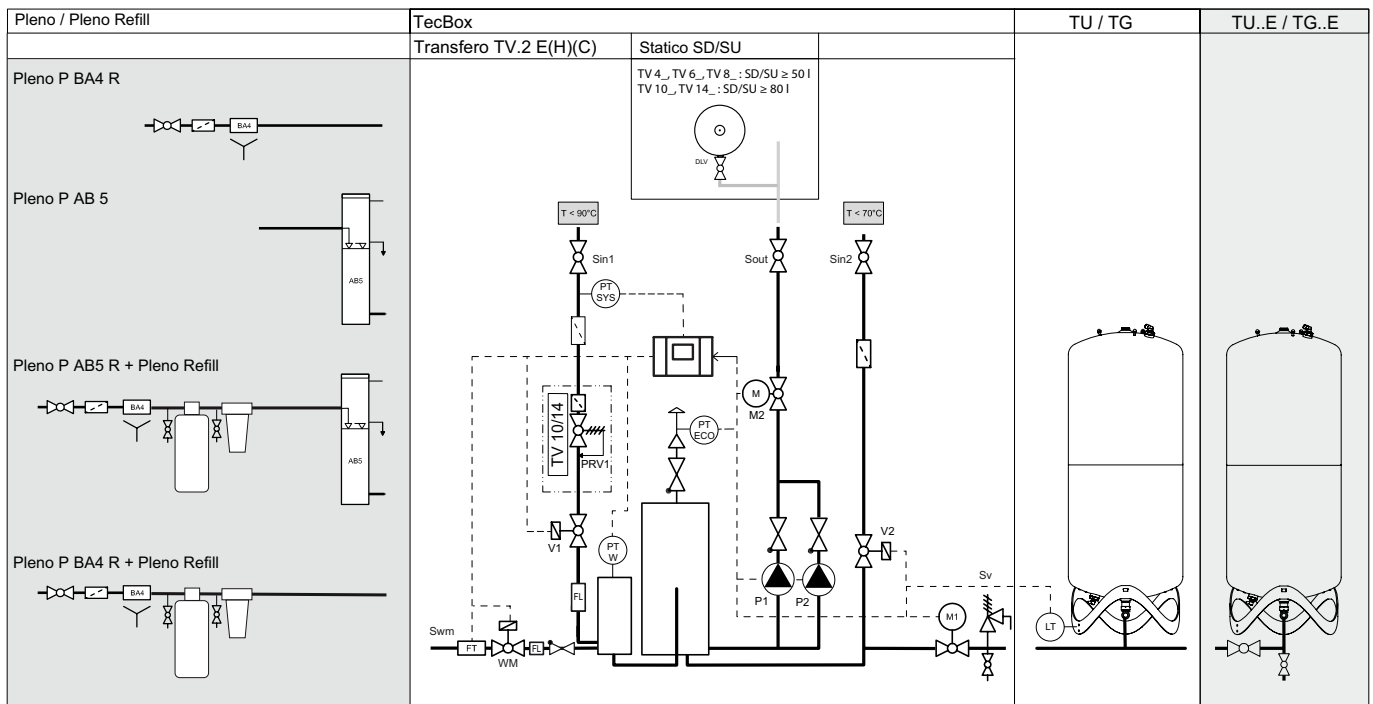 Pleno / Pleno Refill
TecBox
TU / TG
TU..E / TG..E
Transfero TV.2 E(H)(C)
Statico SD/SU
Pleno P BA4 R
BA4
Pleno P AB 5
AB5
Pleno P AB5 R + Pleno Refill
BA4
AB5
Pleno P BA4 R + Pleno Refill
BA4
TV 4_, TV 6_, TV 8_ : SD/SU ≥ 50 l
TV 10_, TV 14_ : SD/SU ≥ 80 l
DLV
T < 90°C
T < 70°C
Sin1
Sout
Sin2
PT
SYS
M
M2
PT
ECO
TV 10/14
PRV1
V1
PT
W
V2
FL
P1
P2
Sv
M1
LT
Swm
FT
WM
FL